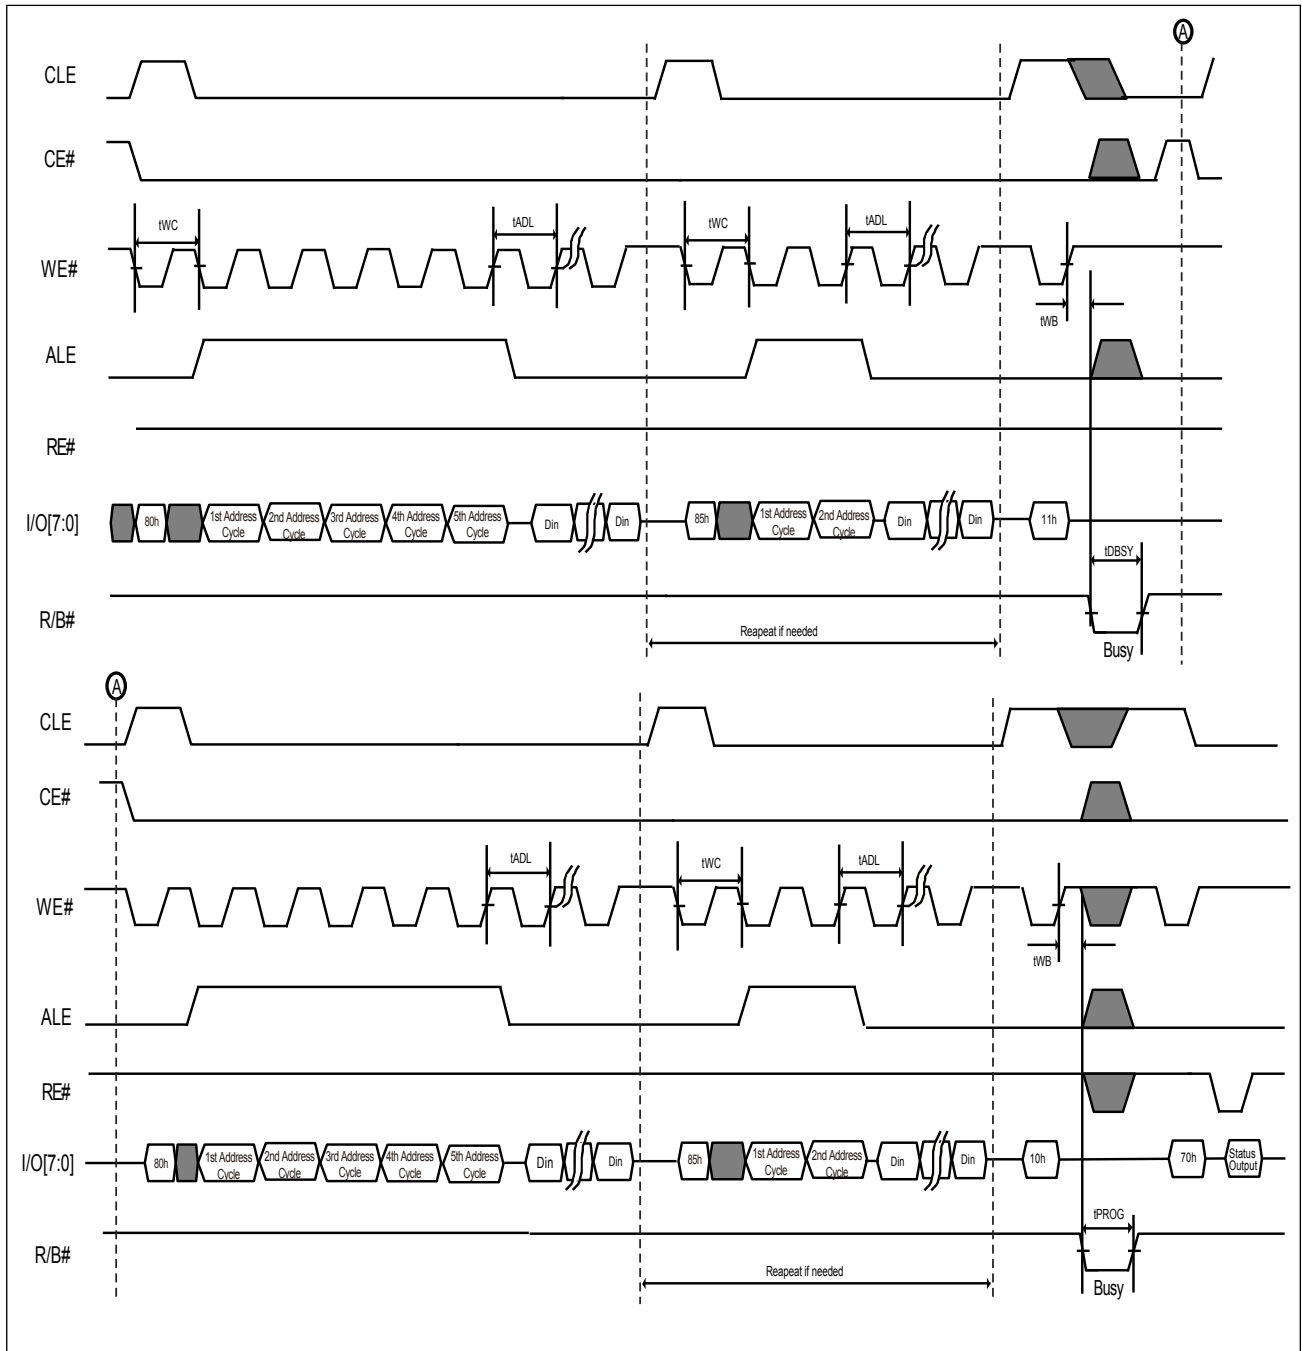 A
CLE
CE#
tWC
tADL
tWC
tADL
WE#
tWB
ALE
RE#
I/O[7:0]
80h
1st Address Cycle
2nd Address Cycle
3rd Address Cycle
4th Address Cycle
5th Address Cycle
Din
Din
85h
1st Address Cycle
2nd Address Cycle
Din
Din
11h
tDBSY
R/B#
Reapeat if needed
Busy
A
CLE
CE#
tADL
tWC
tADL
WE#
tWB
ALE
RE#
I/O[7:0]
80h
1st Address Cycle
2nd Address Cycle
3rd Address Cycle
4th Address Cycle
5th Address Cycle
Din
Din
85h
1st Address Cycle
2nd Address Cycle
Din
Din
10h
70h
Status Output
tPROG
R/B#
Reapeat if needed
Busy